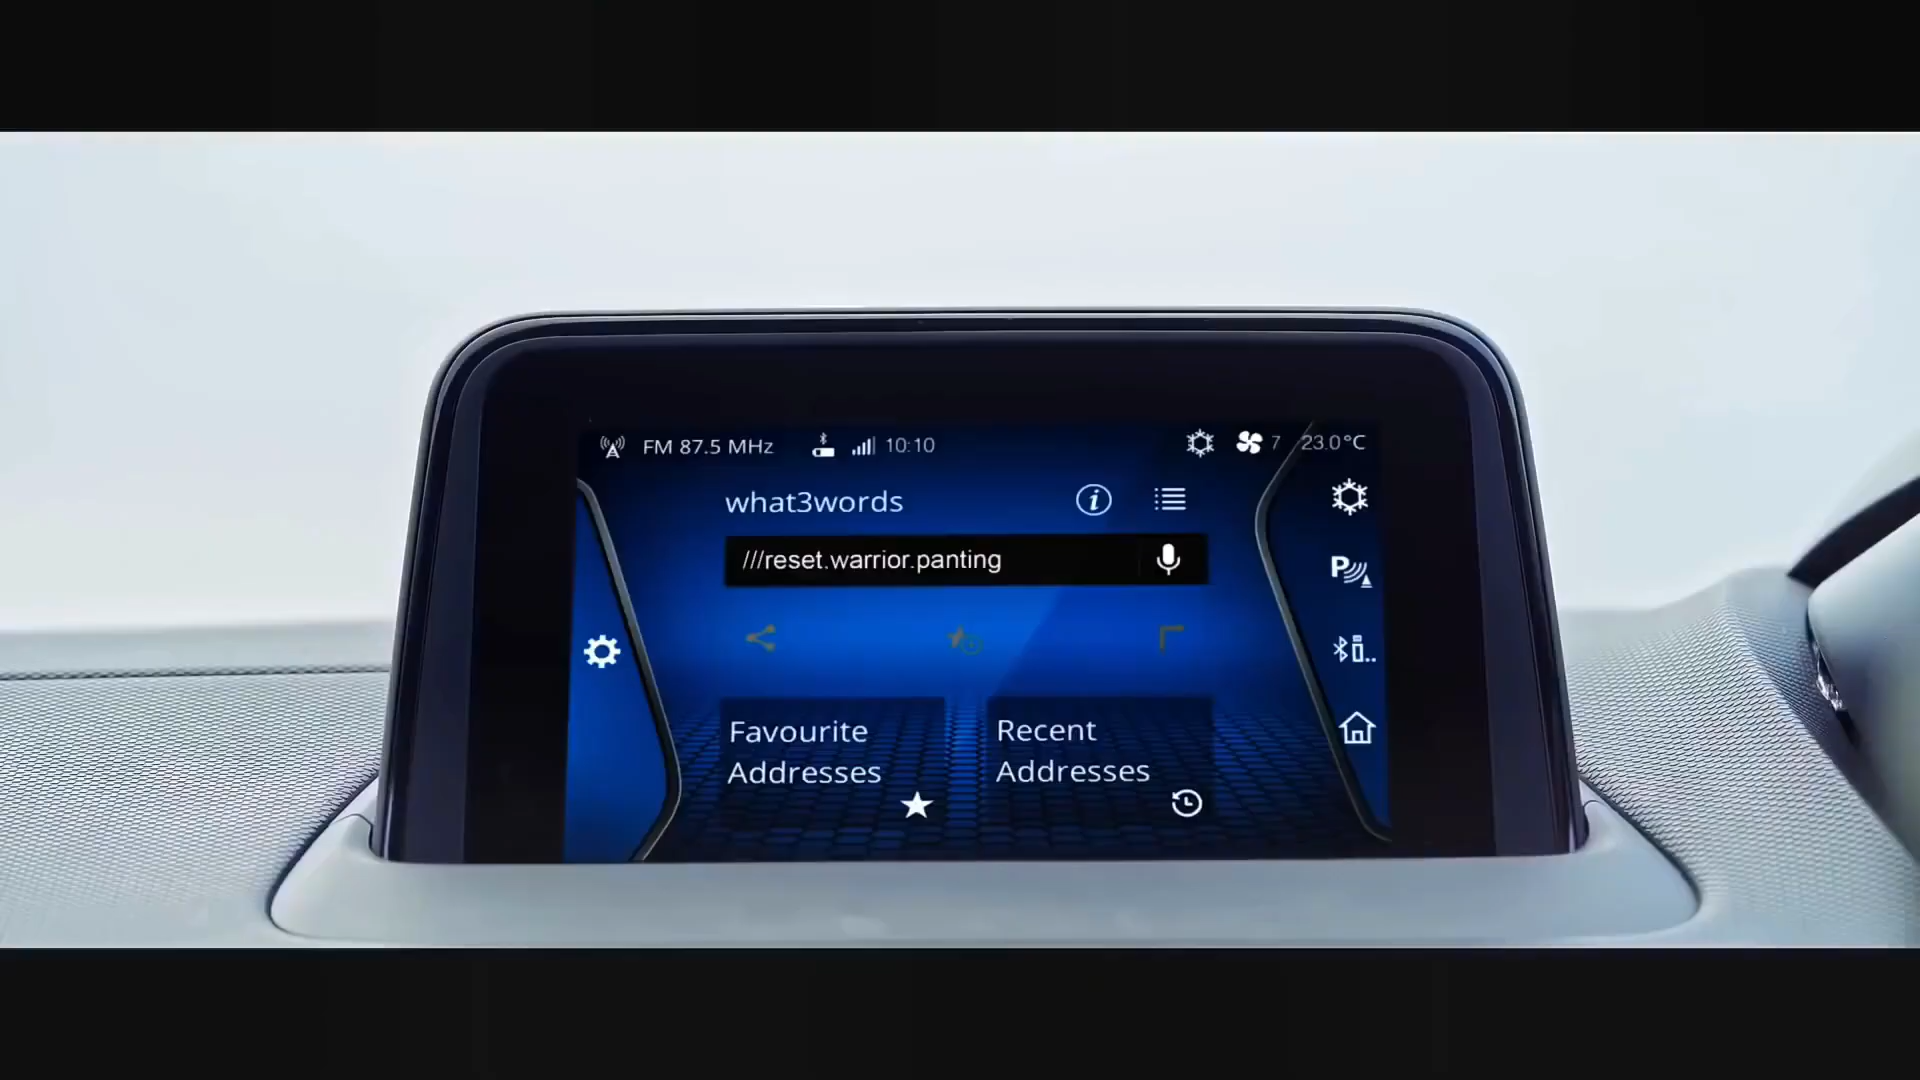 FM 87.5 MHz 10:10 7 23.0°C
what3words
///reset.warrior.panting
P
Favourite
Addresses
Recent
Addresses